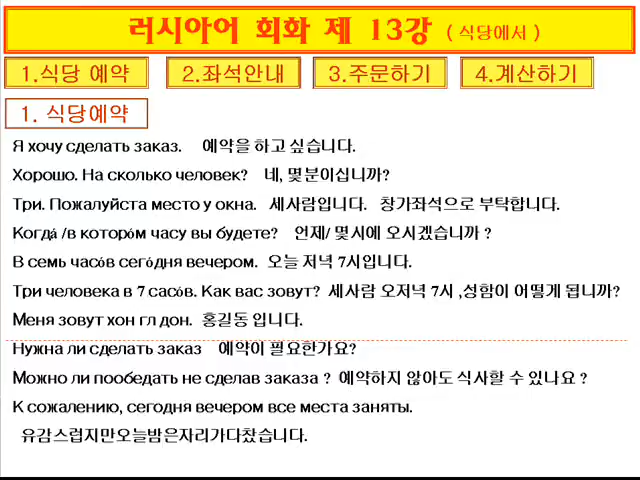 러시아어 회화 제 13강 ( 식당에서 )
1.식당 예약 2.좌석안내 3.주문하기 4.계산하기
1. 식당예약
Я хочу сделать заказ. 예약을 하고 싶습니다.
Хорошо. На сколько человек? 네, 몇분이십니까?
Три. Пожалуйста место у окна. 세사람입니다. 창가좌석으로 부탁합니다.
Когдá /в которóм часу вы будете? 언제/ 몇시에 오시겠습니까 ?
В семь часóв сегóдня вечером. 오늘 저녁 7시입니다.
Три человека в 7 сасóв. Как вас зовут? 세사람 오저녁 7시 ,성함이 어떻게 됩니까?
Меня зовут хон гл дон. 홍길동 입니다.
Нужна ли сделать заказ 예약이 필요한가요?
Можно ли пообедать не сделав заказа ? 예약하지 않아도 식사할 수 있나요 ?
К сожалению, сегодня вечером все места заняты.
유감스럽지만오늘밤은자리가다찼습니다.